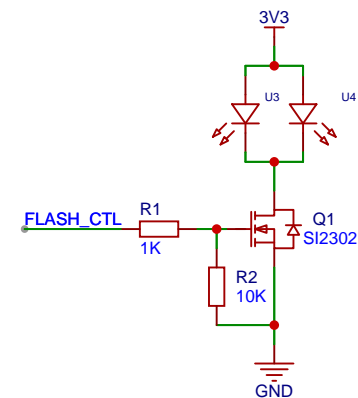 3V3
U3
U4
FLASH_CTL
R1
1K
Q1
SI2302
R2
10K
GND